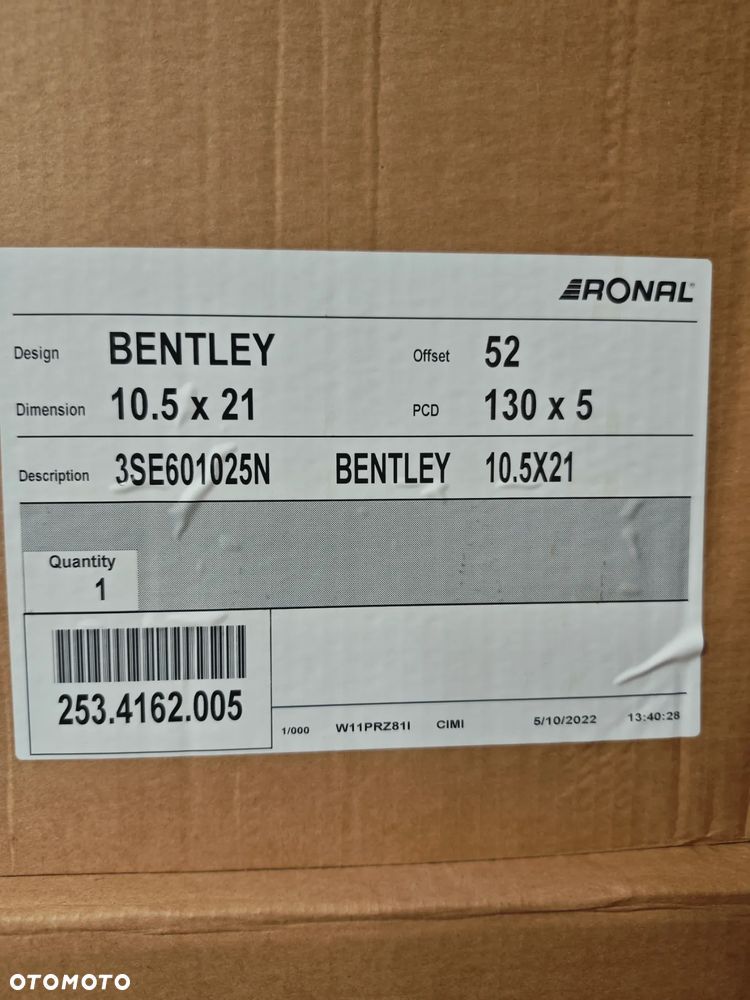 RONAL
Design BENTLEY Offset 52
Dimension 10.5 x 21 PCD 130 x 5
Description 3SE601025N BENTLEY 10.5X21
Quantity
1
253.4162.005
1/000 W11PRZ81I CIMI 5/10/2022 13:40:28
OTOMOTO